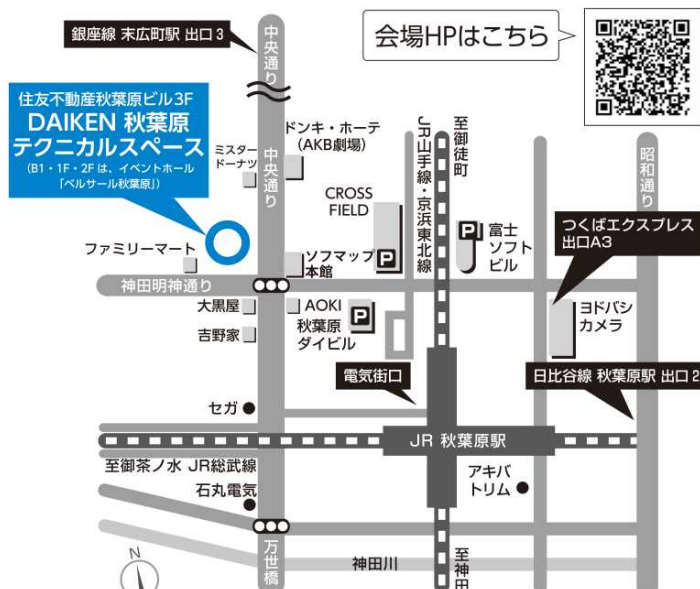 銀座線 末広町駅 出口 3
中央通り
会場HPはこちら
住友不動産秋葉原ビル3F
DAIKEN 秋葉原
テクニカルスペース
(B1・1F・2F は、イベントホール
「ベルサール秋葉原」)
ミスター
ドーナツ
中央通り
ドンキ・ホーテ
(AKB劇場)
JR山手線・京浜東北線
至御徒町
昭和通り
CROSS
FIELD
P
P
富士
ソフト
ビル
つくばエクスプレス
出口A3
ファミリーマート
ソフマップ
本館
神田明神通り
大黒屋
AOKI
秋葉原
ダイビル
P
ヨドバシ
カメラ
吉野家
電気街口
日比谷線 秋葉原駅 出口 2
セガ
JR 秋葉原駅
至御茶ノ水 JR総武線
アキバ
トリム
石丸電気
N
万世橋
神田川
至神田